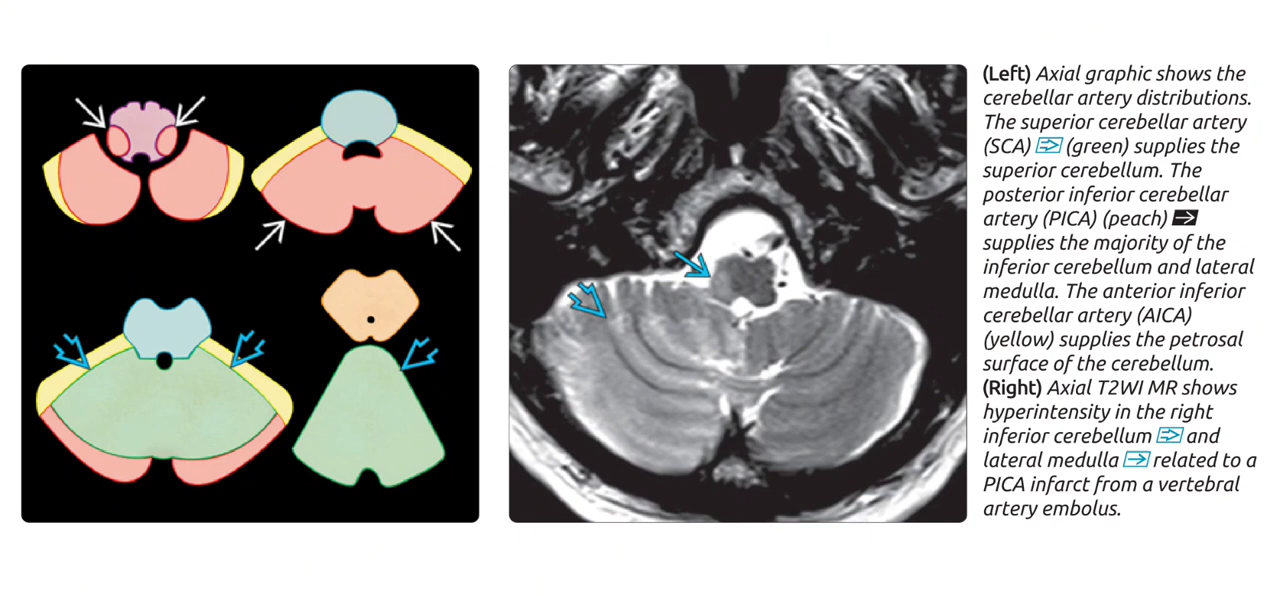 (Left) Axial graphic shows the
cerebellar artery distributions.
The superior cerebellar artery
(SCA) (green) supplies the
superior cerebellum. The
posterior inferior cerebellar
artery (PICA) (peach)
supplies the majority of the
inferior cerebellum and lateral
medulla. The anterior inferior
cerebellar artery (AICA)
(yellow) supplies the petrosal
surface of the cerebellum.
(Right) Axial T2WI MR shows
hyperintensity in the right
inferior cerebellum and
lateral medulla related to a
PICA infarct from a vertebral
artery embolus.